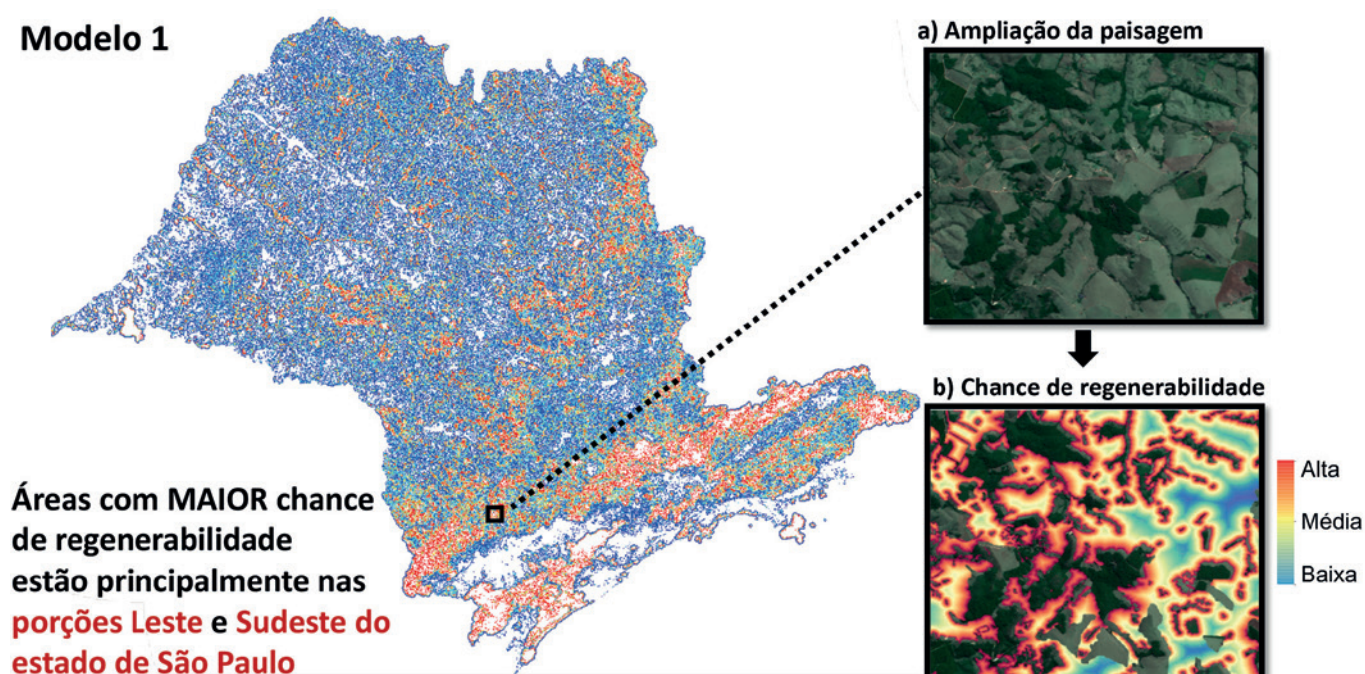 Modelo 1
a) Ampliação da paisagem
b) Chance de regenerabilidade
Alta
Média
Baixa
Áreas com MAIOR chance
de regenerabilidade
estão principalmente nas
porções Leste e Sudeste do
estado de São Paulo